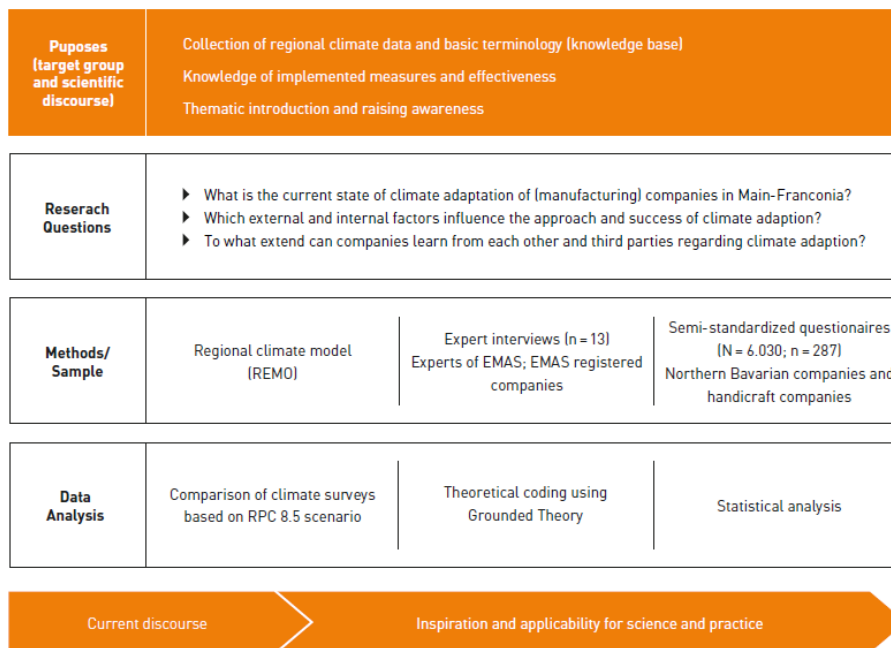 Puposes
(target group
and scientific
discourse)
Collection of regional climate data and basic terminology (knowledge base)
Knowledge of implemented measures and effectiveness
Thematic introduction and raising awareness
Reserach
Questions
What is the current state of climate adaptation of (manufacturing) companies in Main-Franconia?
Which external and internal factors influence the approach and success of climate adaption?
To what extend can companies learn from each other and third parties regarding climate adaption?
Methods/
Sample
Regional climate model
(REMO)
Expert interviews (n = 13)
Experts of EMAS; EMAS registered
companies
Semi-standardized questionaires
(N = 6.030; n = 287)
Northern Bavarian companies and
handicraft companies
Data
Analysis
Comparison of climate surveys
based on RPC 8.5 scenario
Theoretical coding using
Grounded Theory
Statistical analysis
Current discourse
Inspiration and applicability for science and practice